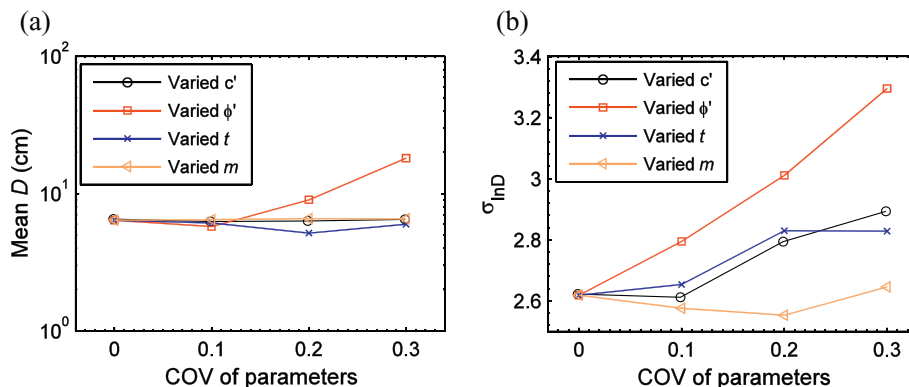 (a)
Mean D (cm)
10²
10¹
10⁰
Varied c'
Varied ϕ'
Varied t
Varied m
0 0.1 0.2 0.3
COV of parameters
(b)
σlnD
3.4
3.2
3
2.8
2.6
Varied c'
Varied ϕ'
Varied t
Varied m
0 0.1 0.2 0.3
COV of parameters